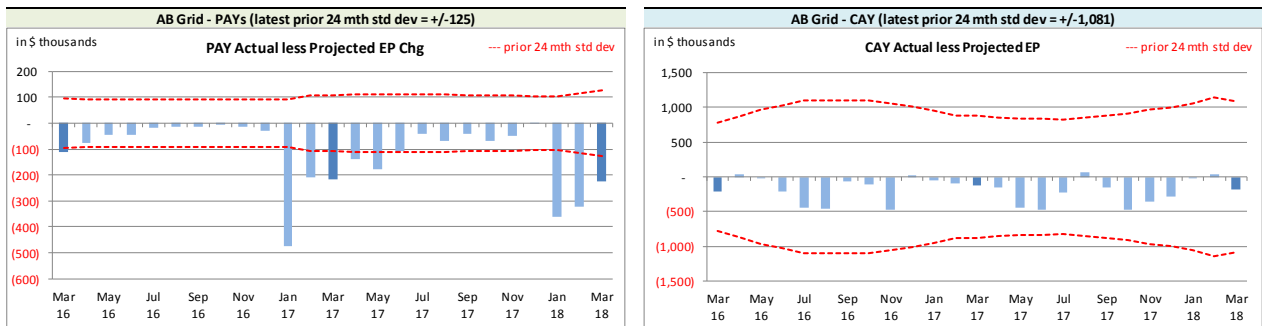 AB Grid - PAYs (latest prior 24 mth std dev = +/-125)
in $ thousands
PAY Actual less Projected EP Chg
--- prior 24 mth std dev
200
100
-
(100)
(200)
(300)
(400)
(500)
(600)
Mar May Jul Sep Nov Jan Mar May Jul Sep Nov Jan Mar
16 16 16 16 16 17 17 17 17 17 17 18 18
AB Grid - CAY (latest prior 24 mth std dev = +/-1,081)
in $ thousands
CAY Actual less Projected EP
--- prior 24 mth std dev
1,500
1,000
500
-
(500)
(1,000)
(1,500)
Mar May Jul Sep Nov Jan Mar May Jul Sep Nov Jan Mar
16 16 16 16 16 17 17 17 17 17 17 18 18